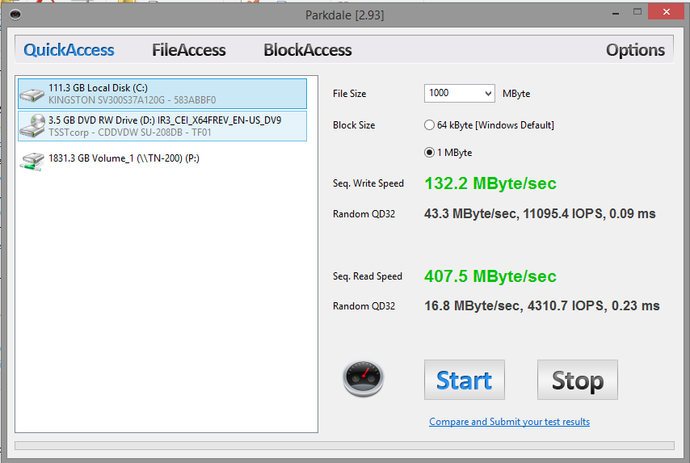 Parkdale [2.93]
QuickAccess FileAccess BlockAccess Options
111.3 GB Local Disk (C:)
KINGSTON SV300S37A120G - 583ABBF0
3.5 GB DVD RW Drive (D:) IR3_CEI_X64FREV_EN-US_DV9
TSSTcorp - CDDVDW SU-208DB - TF01
1831.3 GB Volume_1 (\\TN-200) (P:)
File Size 1000 MByte
Block Size 64 kByte [Windows Default]
1 MByte
Seq. Write Speed 132.2 MByte/sec
Random QD32 43.3 MByte/sec, 11095.4 IOPS, 0.09 ms
Seq. Read Speed 407.5 MByte/sec
Random QD32 16.8 MByte/sec, 4310.7 IOPS, 0.23 ms
Start Stop
Compare and Submit your test results